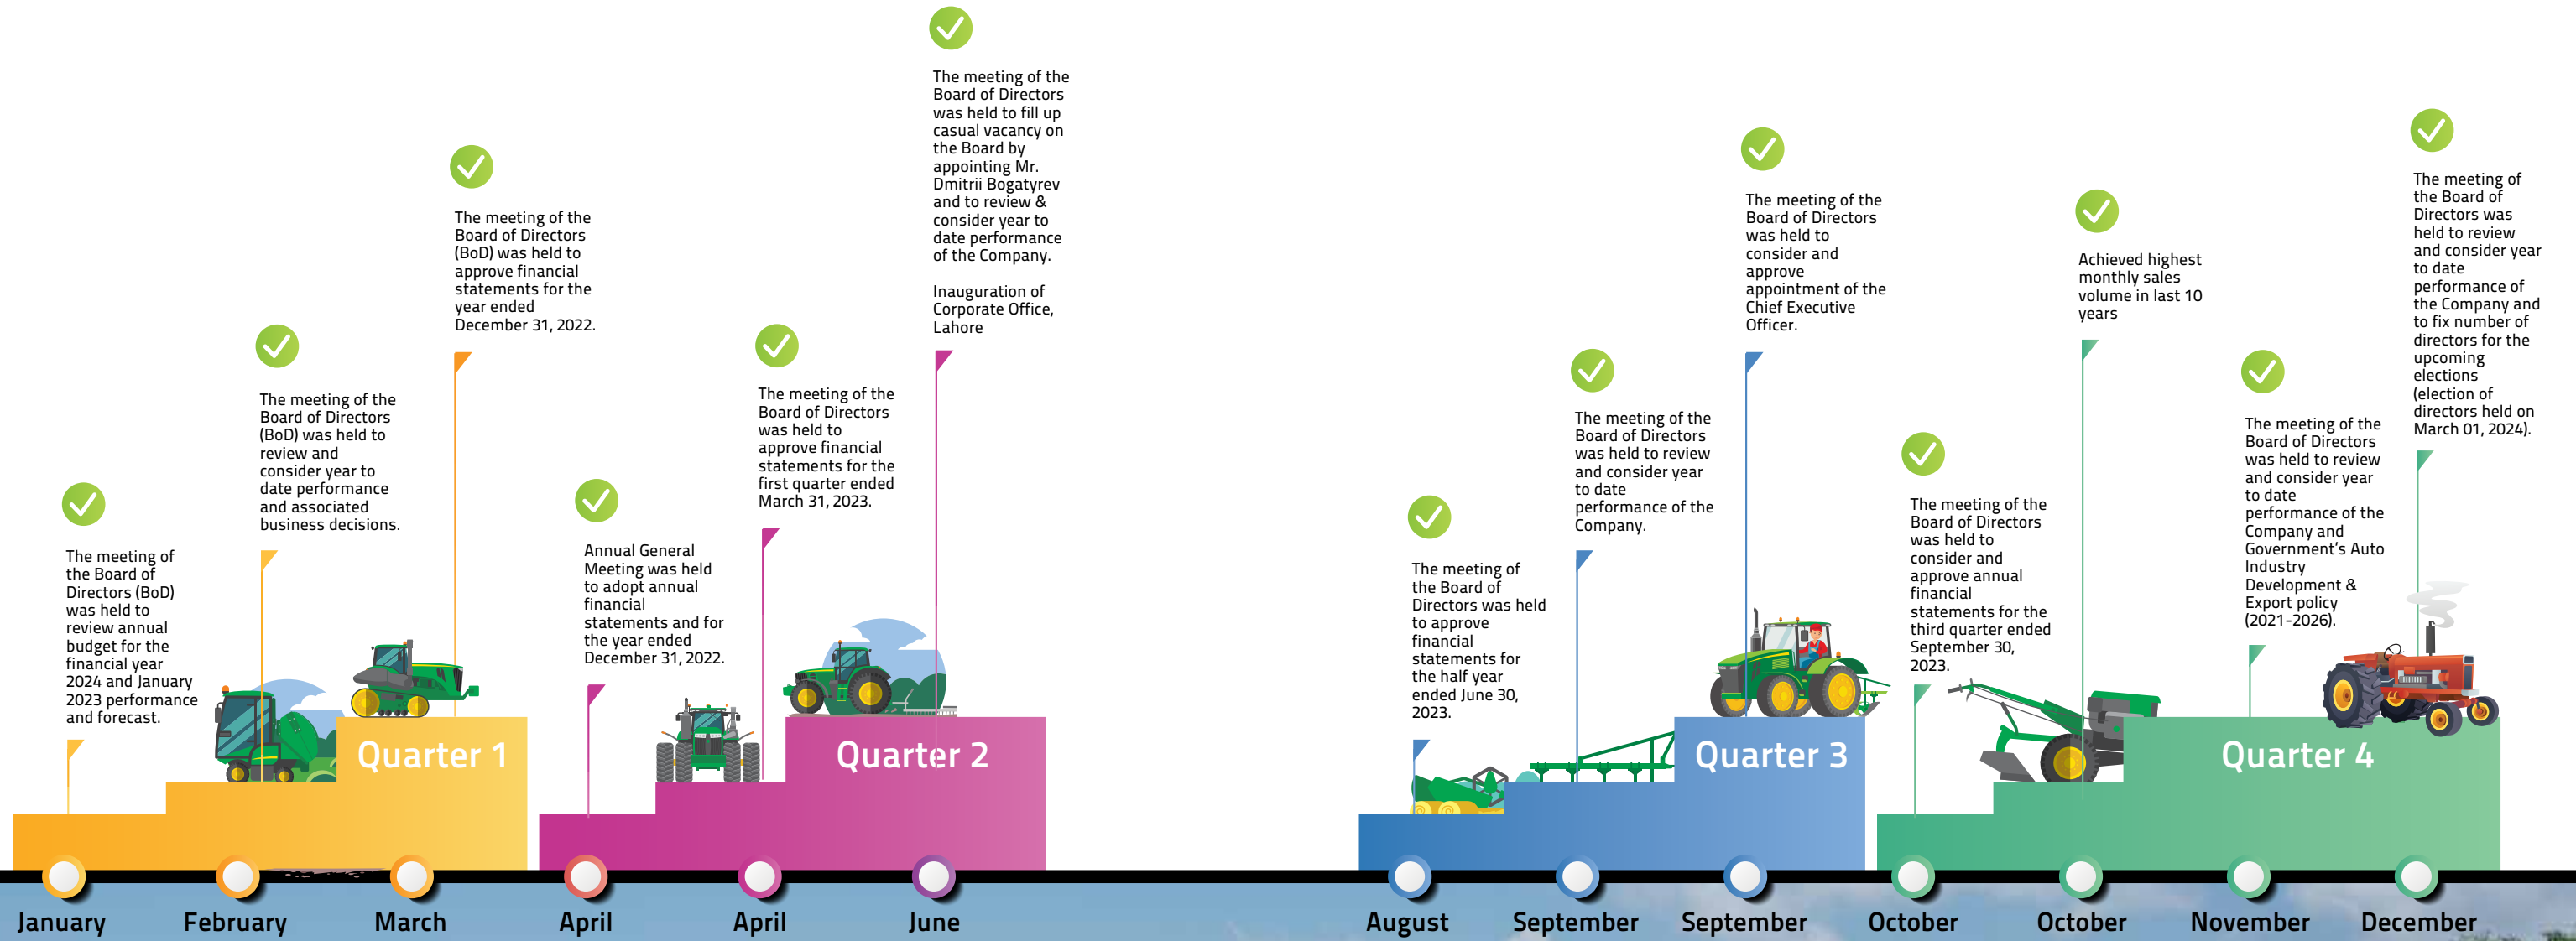 The meeting of
the Board of
Directors (BoD)
was held to
review annual
budget for the
financial year
2024 and January
2023 performance
and forecast.
The meeting of the
Board of Directors
(BoD) was held to
review and
consider year to
date performance
and associated
business decisions.
The meeting of the
Board of Directors
(BoD) was held to
approve financial
statements for the
year ended
December 31, 2022.
Quarter 1
Annual General
Meeting was held
to adopt annual
financial
statements and for
the year ended
December 31, 2022.
The meeting of the
Board of Directors
was held to
approve financial
statements for the
first quarter ended
March 31, 2023.
The meeting of the
Board of Directors
was held to fill up
casual vacancy on
the Board by
appointing Mr.
Dmitrii Bogatyrev
and to review &
consider year to
date performance
of the Company.
Inauguration of
Corporate Office,
Lahore
Quarter 2
The meeting of
the Board of
Directors was held
to approve
financial
statements for
the half year
ended June 30,
2023.
The meeting of the
Board of Directors
was held to review
and consider year
to date
performance of the
Company.
The meeting of the
Board of Directors
was held to
consider and
approve
appointment of the
Chief Executive
Officer.
Quarter 3
The meeting of the
Board of Directors
was held to
consider and
approve annual
financial
statements for the
third quarter ended
September 30,
2023.
Achieved highest
monthly sales
volume in last 10
years
The meeting of the
Board of Directors
was held to review
and consider year
to date
performance of the
Company and
Government's Auto
Industry
Development &
Export policy
(2021-2026).
The meeting of
the Board of
Directors was
held to review
and consider year
to date
performance of
the Company and
to fix number of
directors for the
upcoming
elections
(election of
directors held on
March 01, 2024).
Quarter 4
January
February
March
April
April
June
August
September
September
October
October
November
December